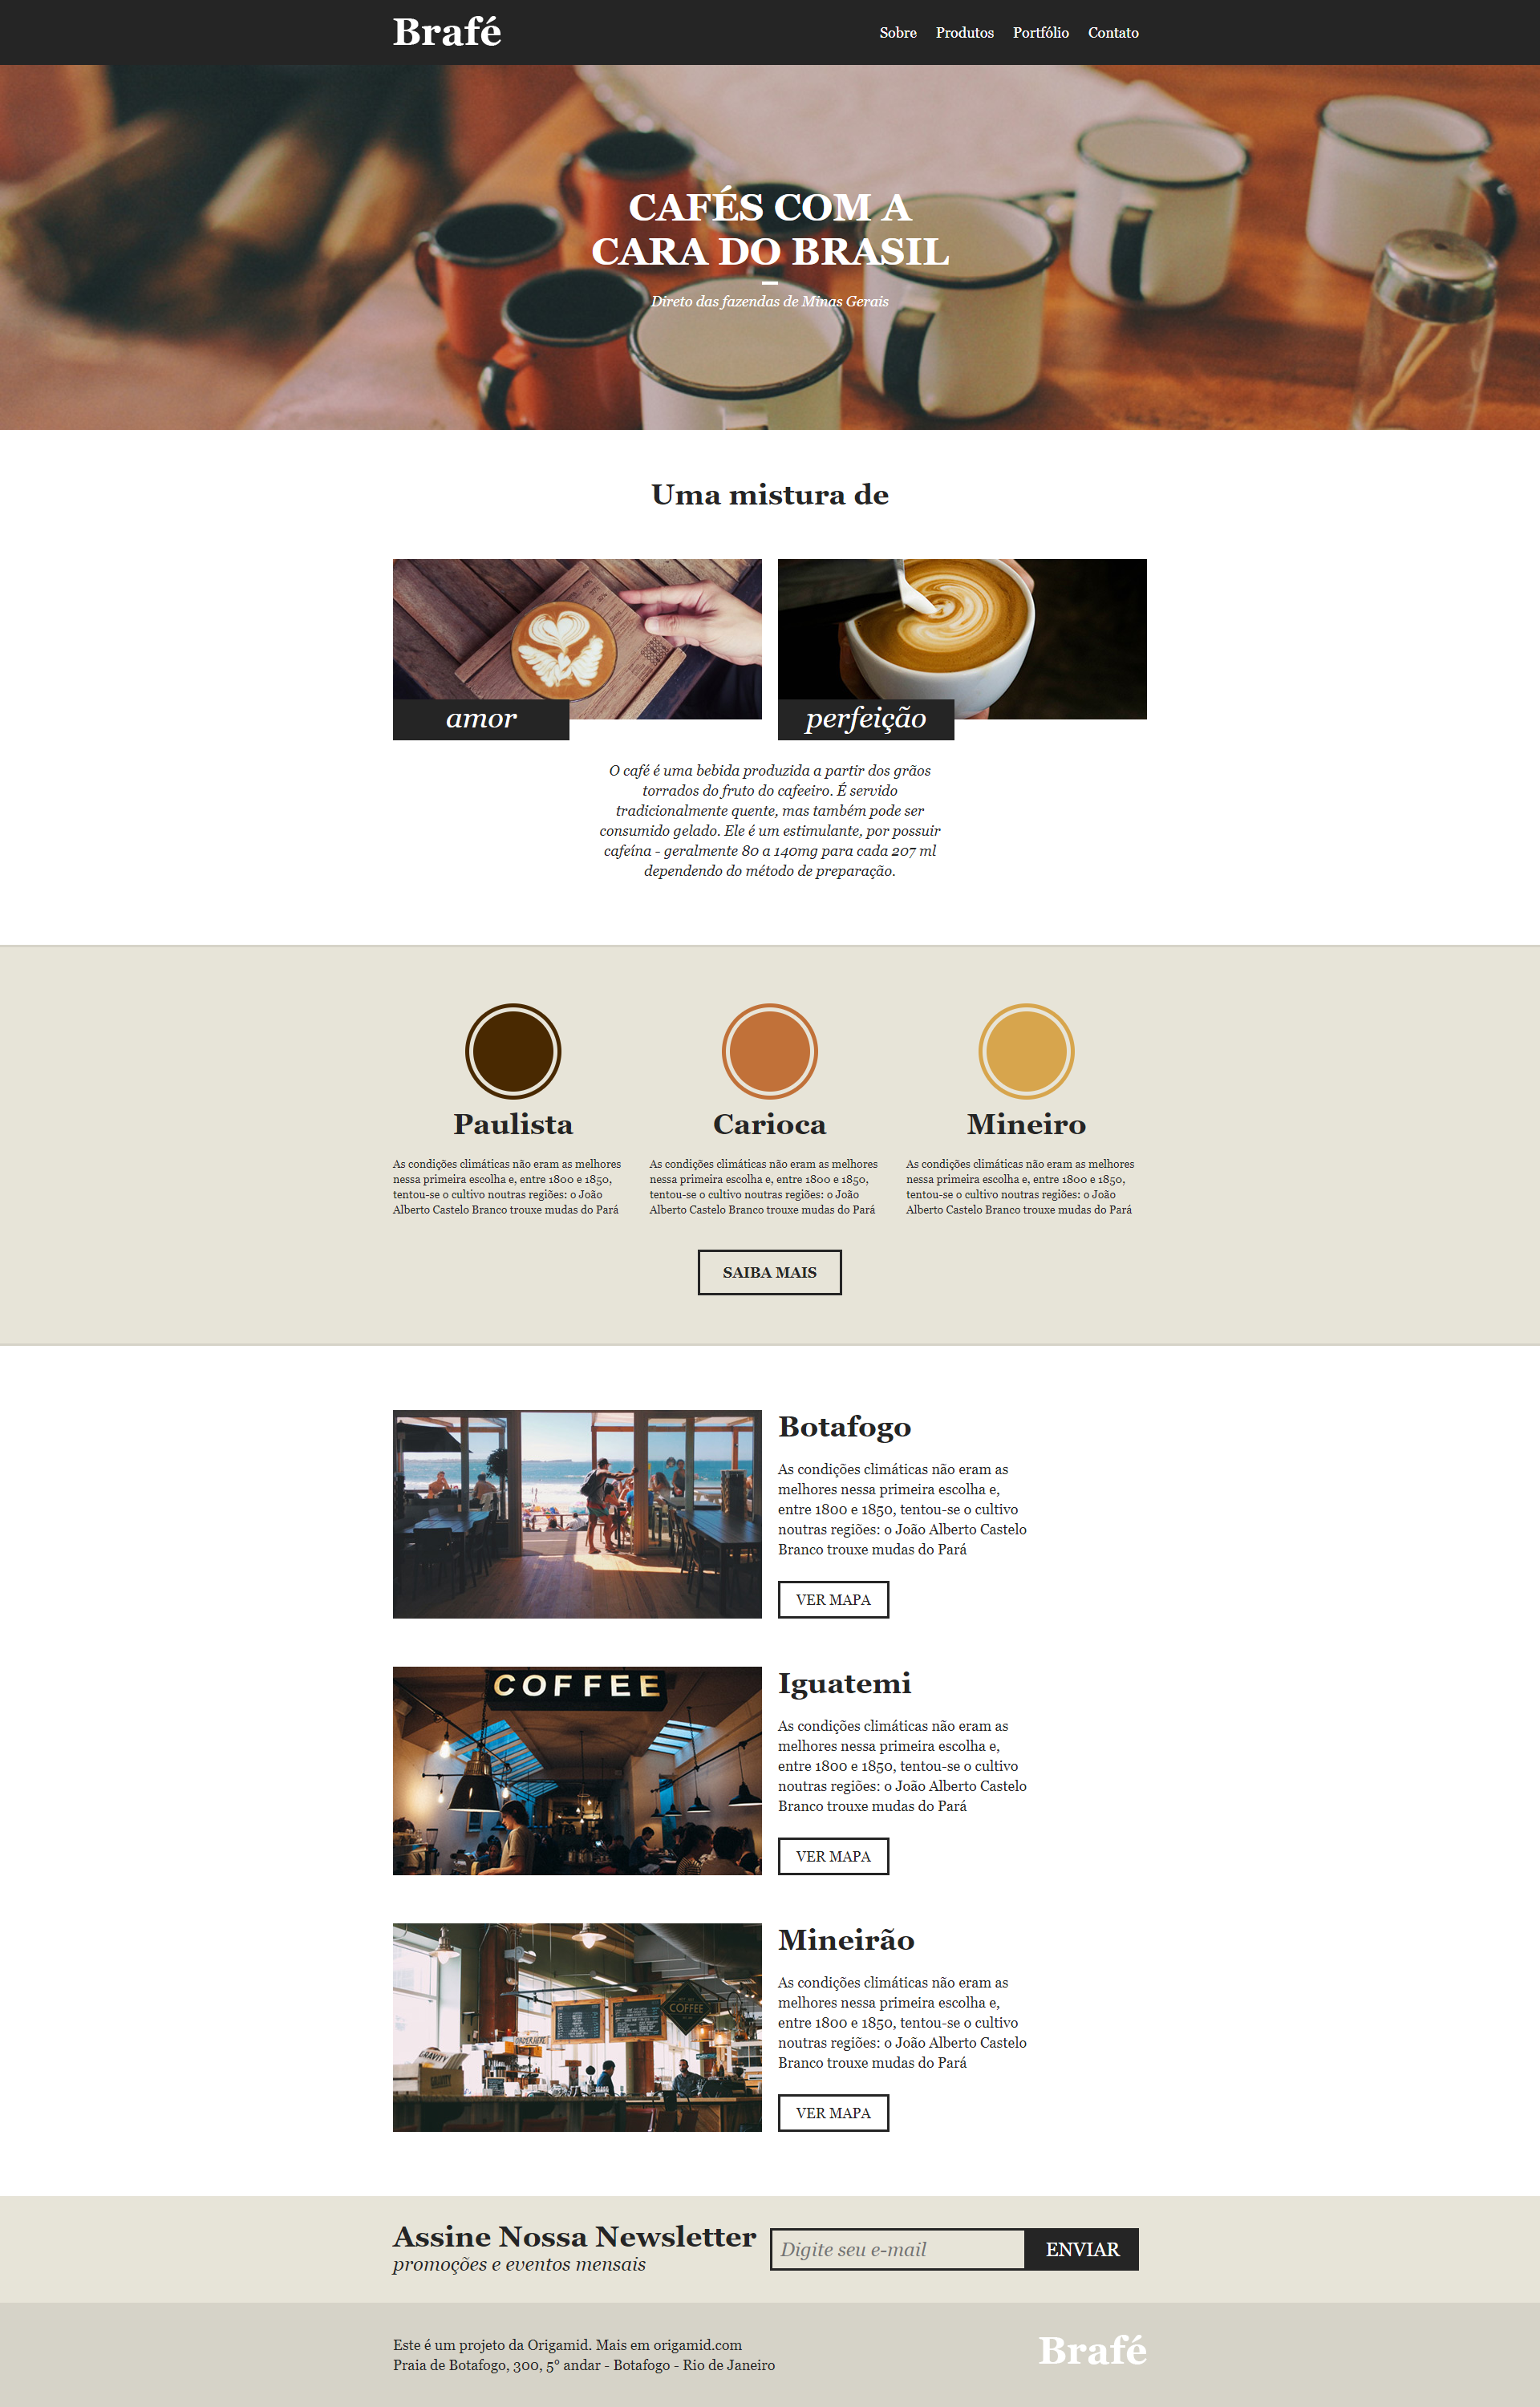 Brafé
Sobre Produtos Portfólio Contato
CAFÉS COM A
CARA DO BRASIL
Direto das fazendas de Minas Gerais
Uma mistura de
amor
perfeição
O café é uma bebida produzida a partir dos grãos
torrados do fruto do cafeeiro. É servido
tradicionalmente quente, mas também pode ser
consumido gelado. Ele é um estimulante, por possuir
cafeína - geralmente 80 a 140mg para cada 207 ml
dependendo do método de preparação.
Paulista
As condições climáticas não eram as melhores
nessa primeira escolha e, entre 1800 e 1850,
tentou-se o cultivo noutras regiões: o João
Alberto Castelo Branco trouxe mudas do Pará
Carioca
As condições climáticas não eram as melhores
nessa primeira escolha e, entre 1800 e 1850,
tentou-se o cultivo noutras regiões: o João
Alberto Castelo Branco trouxe mudas do Pará
Mineiro
As condições climáticas não eram as melhores
nessa primeira escolha e, entre 1800 e 1850,
tentou-se o cultivo noutras regiões: o João
Alberto Castelo Branco trouxe mudas do Pará
SAIBA MAIS
Botafogo
As condições climáticas não eram as
melhores nessa primeira escolha e,
entre 1800 e 1850, tentou-se o cultivo
noutras regiões: o João Alberto Castelo
Branco trouxe mudas do Pará
VER MAPA
COFFEE
Iguatemi
As condições climáticas não eram as
melhores nessa primeira escolha e,
entre 1800 e 1850, tentou-se o cultivo
noutras regiões: o João Alberto Castelo
Branco trouxe mudas do Pará
VER MAPA
COFFEE
GRAVITY
Mineirão
As condições climáticas não eram as
melhores nessa primeira escolha e,
entre 1800 e 1850, tentou-se o cultivo
noutras regiões: o João Alberto Castelo
Branco trouxe mudas do Pará
VER MAPA
Assine Nossa Newsletter
promoções e eventos mensais
Digite seu e-mail
ENVIAR
Este é um projeto da Origamid. Mais em origamid.com
Praia de Botafogo, 300, 5° andar - Botafogo - Rio de Janeiro
Brafé